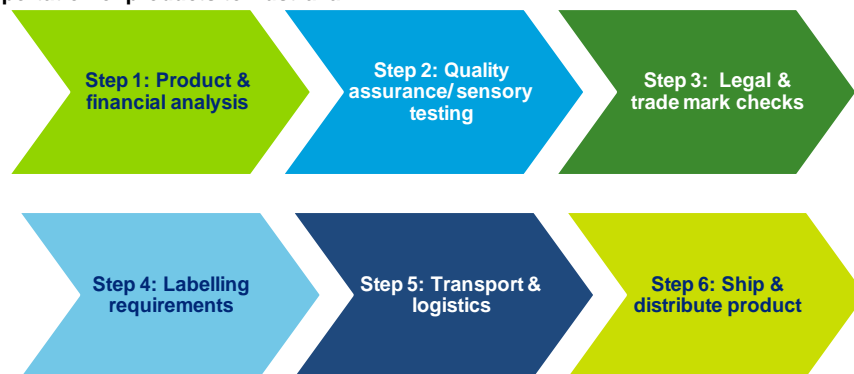 Step 1: Product &
financial analysis
Step 2: Quality
assurance/ sensory
testing
Step 3: Legal &
trade mark checks
Step 4: Labelling
requirements
Step 5: Transport &
logistics
Step 6: Ship &
distribute product